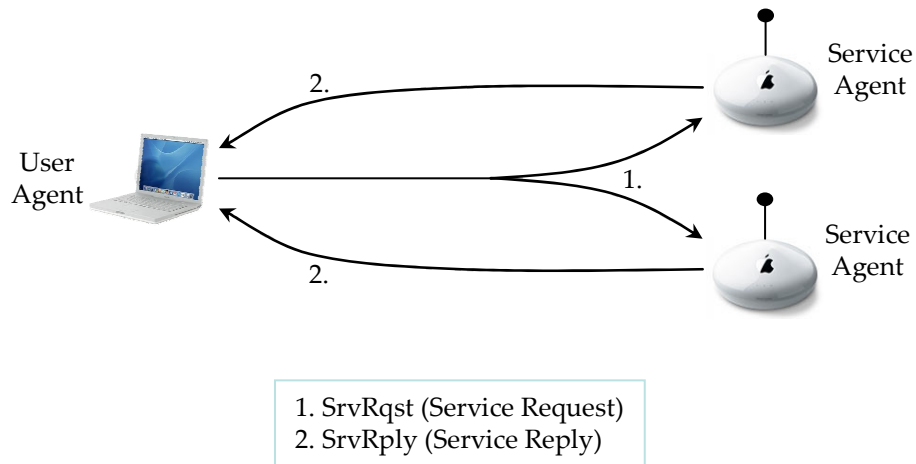 Service
Agent
2.
User
Agent
1.
Service
Agent
2.
1. SrvRqst (Service Request)
2. SrvRply (Service Reply)